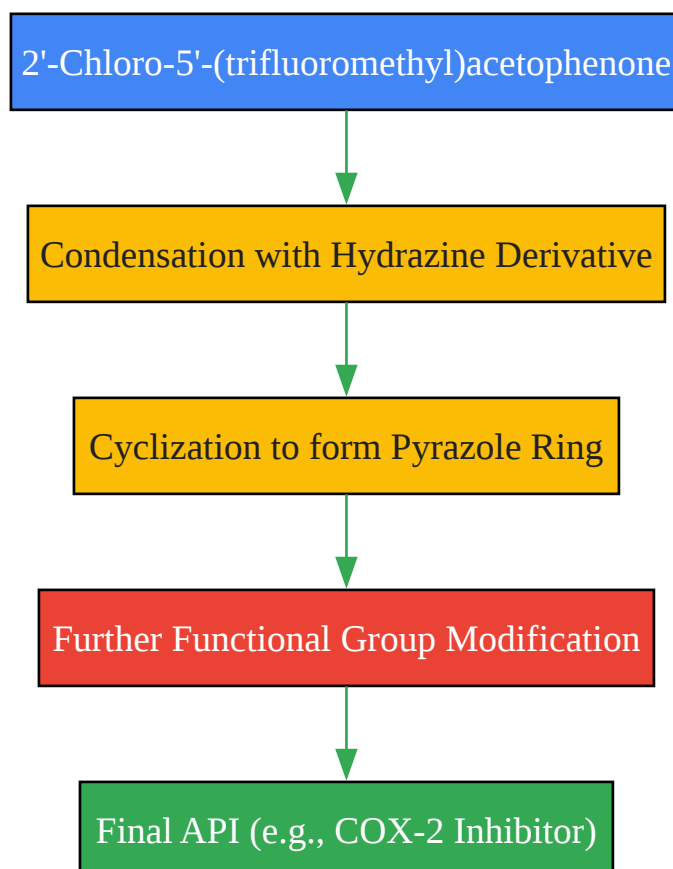 2'-Chloro-5'-(trifluoromethyl)acetophenone
Condensation with Hydrazine Derivative
Cyclization to form Pyrazole Ring
Further Functional Group Modification
Final API (e.g., COX-2 Inhibitor)